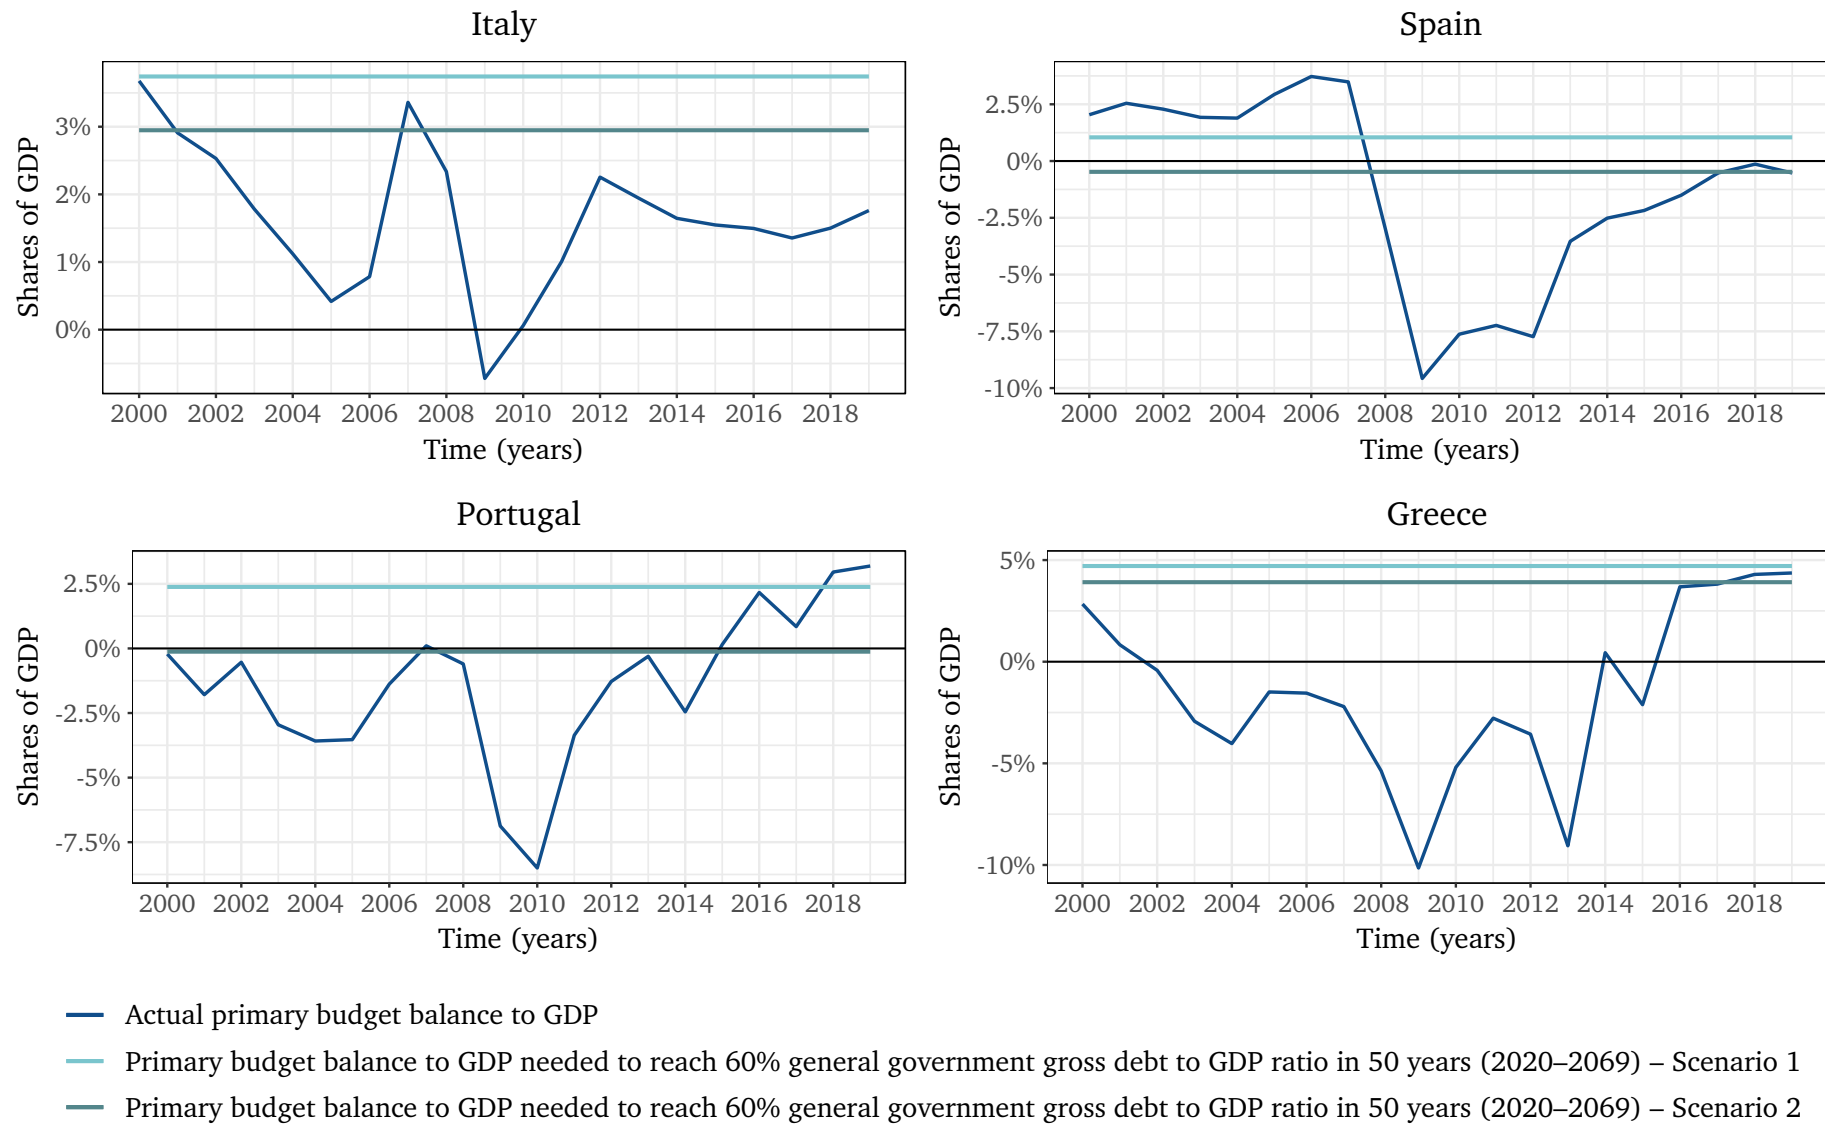 Italy
Shares of GDP
3%
2%
1%
0%
2000 2002 2004 2006 2008 2010 2012 2014 2016 2018
Time (years)
Spain
Shares of GDP
2.5%
0%
-2.5%
-5%
-7.5%
-10%
2000 2002 2004 2006 2008 2010 2012 2014 2016 2018
Time (years)
Portugal
Shares of GDP
2.5%
0%
-2.5%
-5%
-7.5%
2000 2002 2004 2006 2008 2010 2012 2014 2016 2018
Time (years)
Greece
Shares of GDP
5%
0%
-5%
-10%
2000 2002 2004 2006 2008 2010 2012 2014 2016 2018
Time (years)
Actual primary budget balance to GDP
Primary budget balance to GDP needed to reach 60% general government gross debt to GDP ratio in 50 years (2020–2069) – Scenario 1
Primary budget balance to GDP needed to reach 60% general government gross debt to GDP ratio in 50 years (2020–2069) – Scenario 2